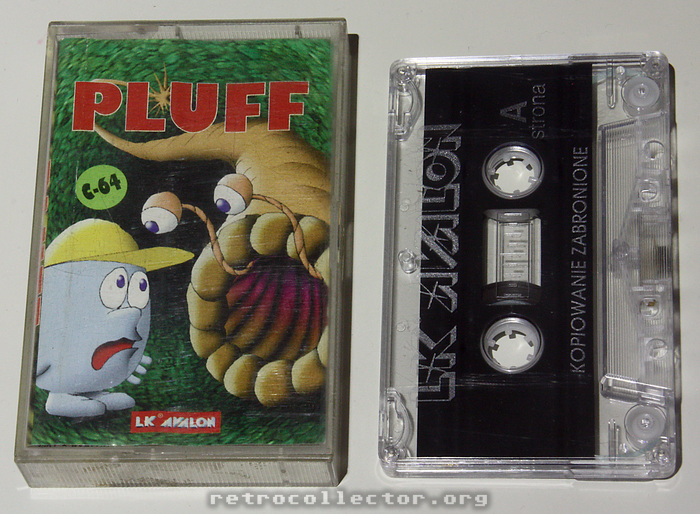 PLUFF
C-64
LK AVALON
LK AVALON
A
strona
KOPIOWANIE ZABRONIONE
retrocollector.org